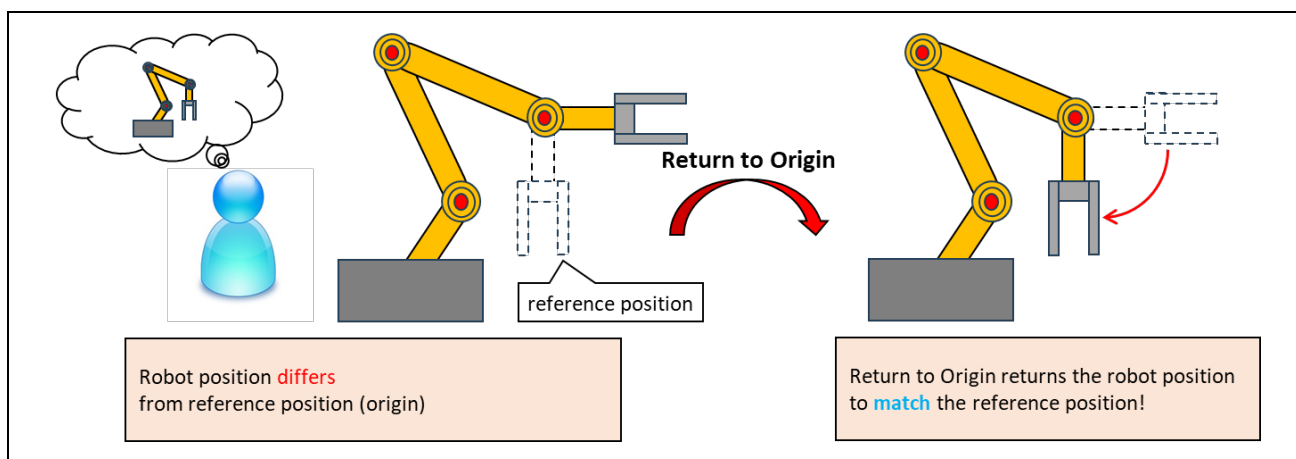 Return to Origin
reference position
Robot position differs
from reference position (origin)
Return to Origin returns the robot position
to match the reference position!